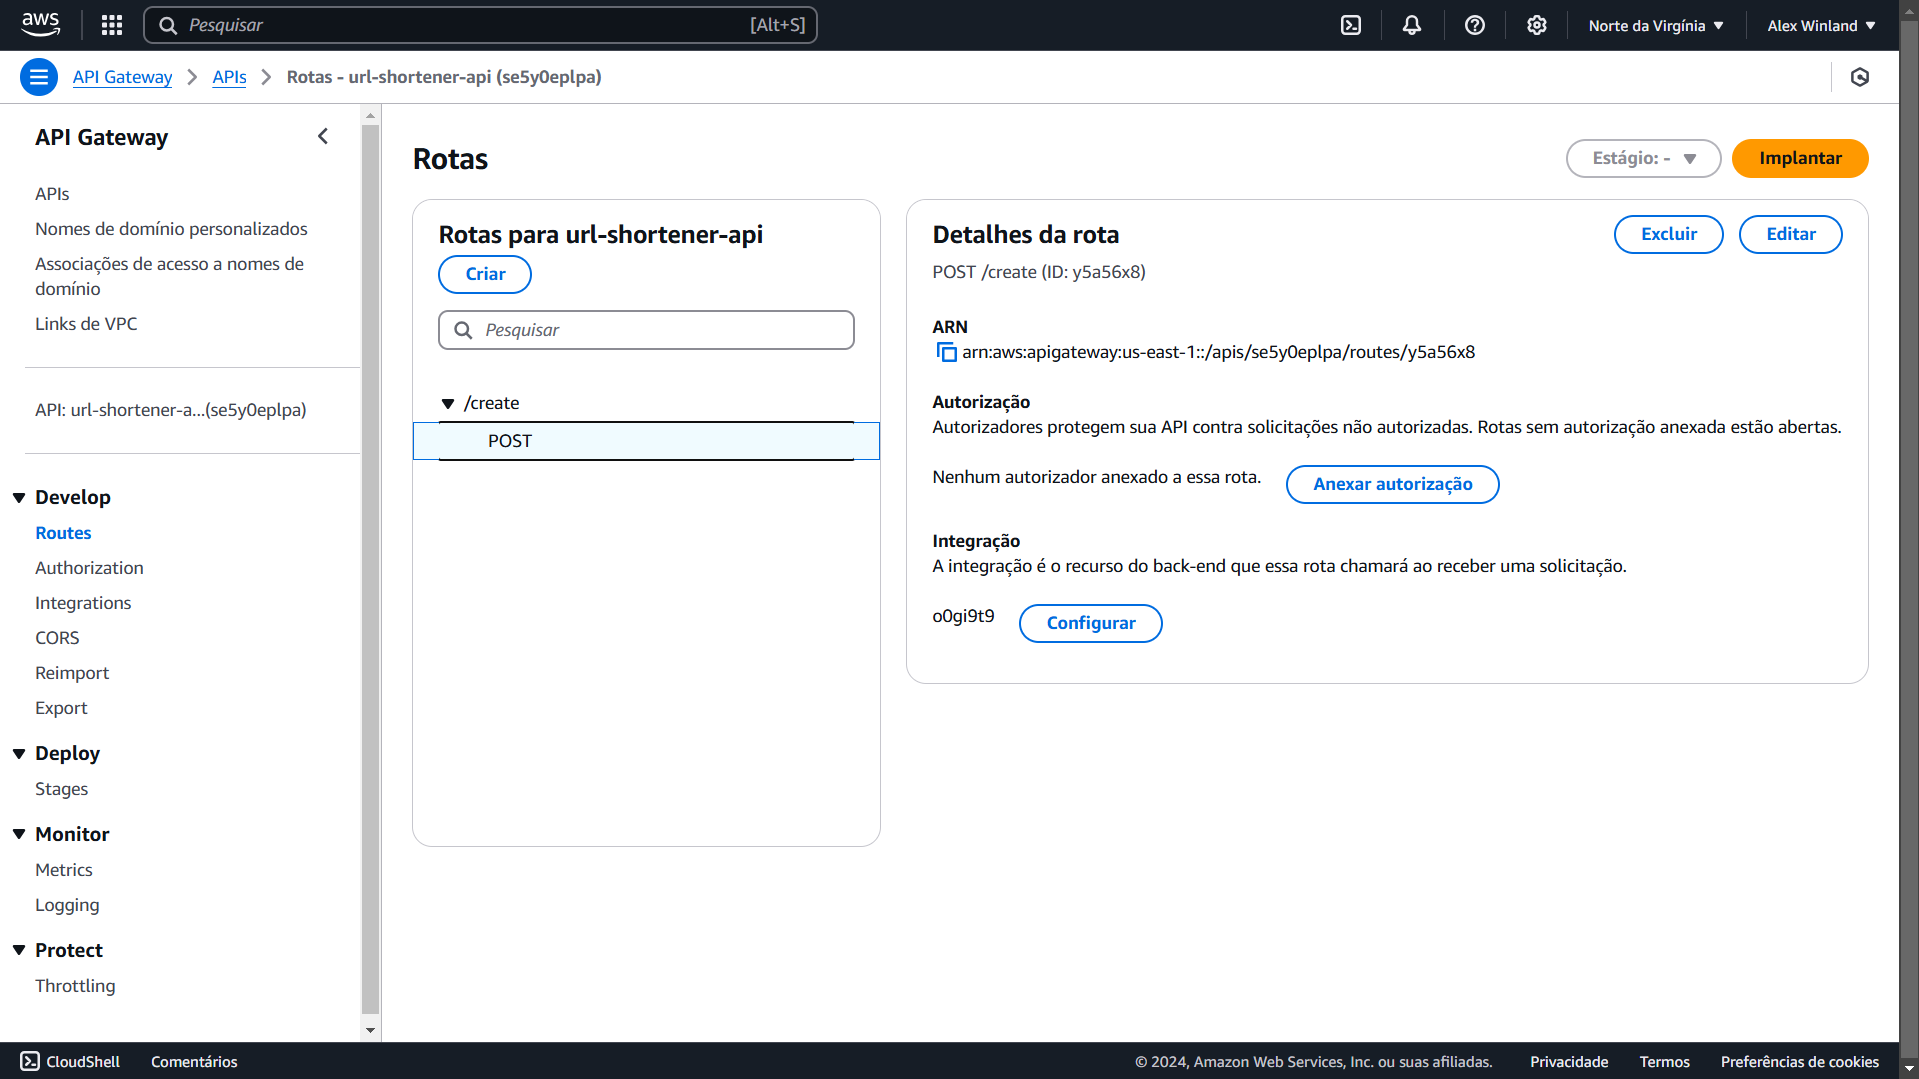 aws
Pesquisar [Alt+S]
Norte da Virgínia
Alex Winland
API Gateway
APIs
Rotas - url-shortener-api (se5y0eplpa)
API Gateway
APIs
Nomes de domínio personalizados
Associações de acesso a nomes de
domínio
Links de VPC
API: url-shortener-a...(se5y0eplpa)
Develop
Routes
Authorization
Integrations
CORS
Reimport
Export
Deploy
Stages
Monitor
Metrics
Logging
Protect
Throttling
Rotas
Estágio: -
Implantar
Rotas para url-shortener-api
Criar
Pesquisar
/create
POST
Detalhes da rota
Excluir
Editar
POST /create (ID: y5a56x8)
ARN
arn:aws:apigateway:us-east-1::/apis/se5y0eplpa/routes/y5a56x8
Autorização
Autorizadores protegem sua API contra solicitações não autorizadas. Rotas sem autorização anexada estão abertas.
Nenhum autorizador anexado a essa rota.
Anexar autorização
Integração
A integração é o recurso do back-end que essa rota chamará ao receber uma solicitação.
o0gi9t9
Configurar
CloudShell
Comentários
© 2024, Amazon Web Services, Inc. ou suas afiliadas.
Privacidade
Termos
Preferências de cookies